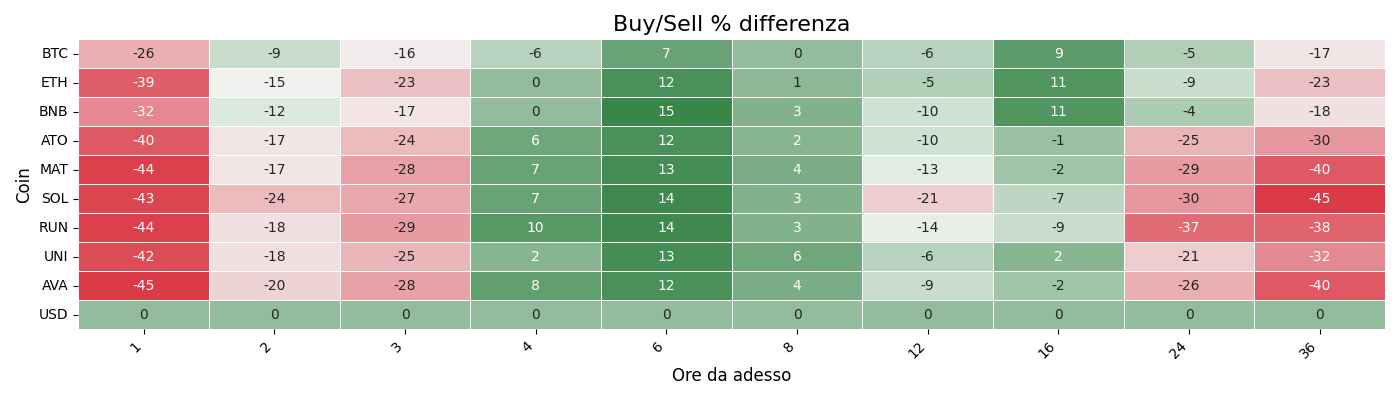 Buy/Sell % differenza
Coin
BTC -26 -9 -16 -6 7 0 -6 9 -5 -17
ETH -39 -15 -23 0 12 1 -5 11 -9 -23
BNB -32 -12 -17 0 15 3 -10 11 -4 -18
ATO -40 -17 -24 6 12 2 -10 -1 -25 -30
MAT -44 -17 -28 7 13 4 -13 -2 -29 -40
SOL -43 -24 -27 7 14 3 -21 -7 -30 -45
RUN -44 -18 -29 10 14 3 -14 -9 -37 -38
UNI -42 -18 -25 2 13 6 -6 2 -21 -32
AVA -45 -20 -28 8 12 4 -9 -2 -26 -40
USD 0 0 0 0 0 0 0 0 0 0
1 2 3 4 6 8 12 16 24 36
Ore da adesso